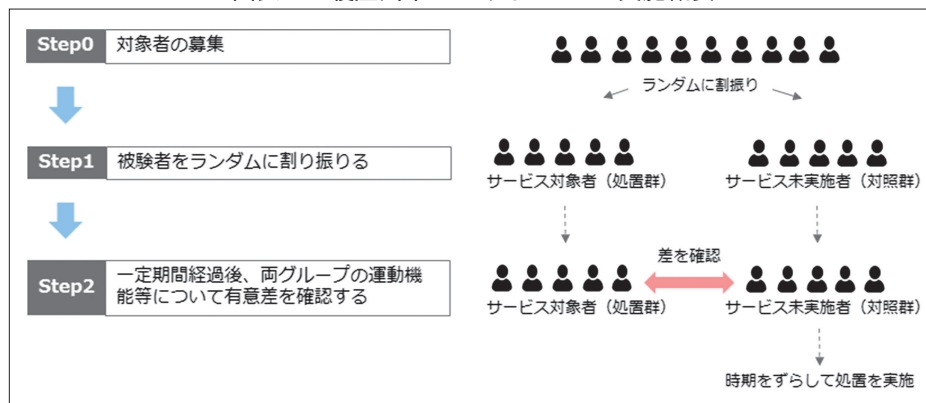 Step0
対象者の募集
ランダムに割振り
Step1
被験者をランダムに割り振りる
サービス対象者（処置群）
サービス未実施者（対照群）
Step2
一定期間経過後、両グループの運動機
能等について有意差を確認する
差を確認
サービス対象者（処置群）
サービス未実施者（対照群）
時期をずらして処置を実施